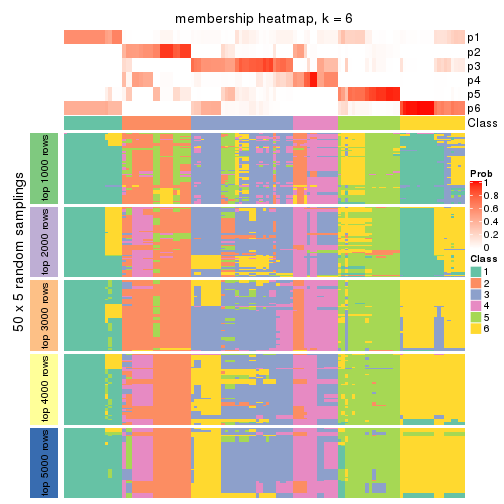 membership heatmap, k = 6
p1
p2
p3
p4
p5
p6
Class
50 x 5 random samplings
top 1000 rows
top 2000 rows
top 3000 rows
top 4000 rows
top 5000 rows
Prob
1
0.8
0.6
0.4
0.2
0
Class
1
2
3
4
5
6